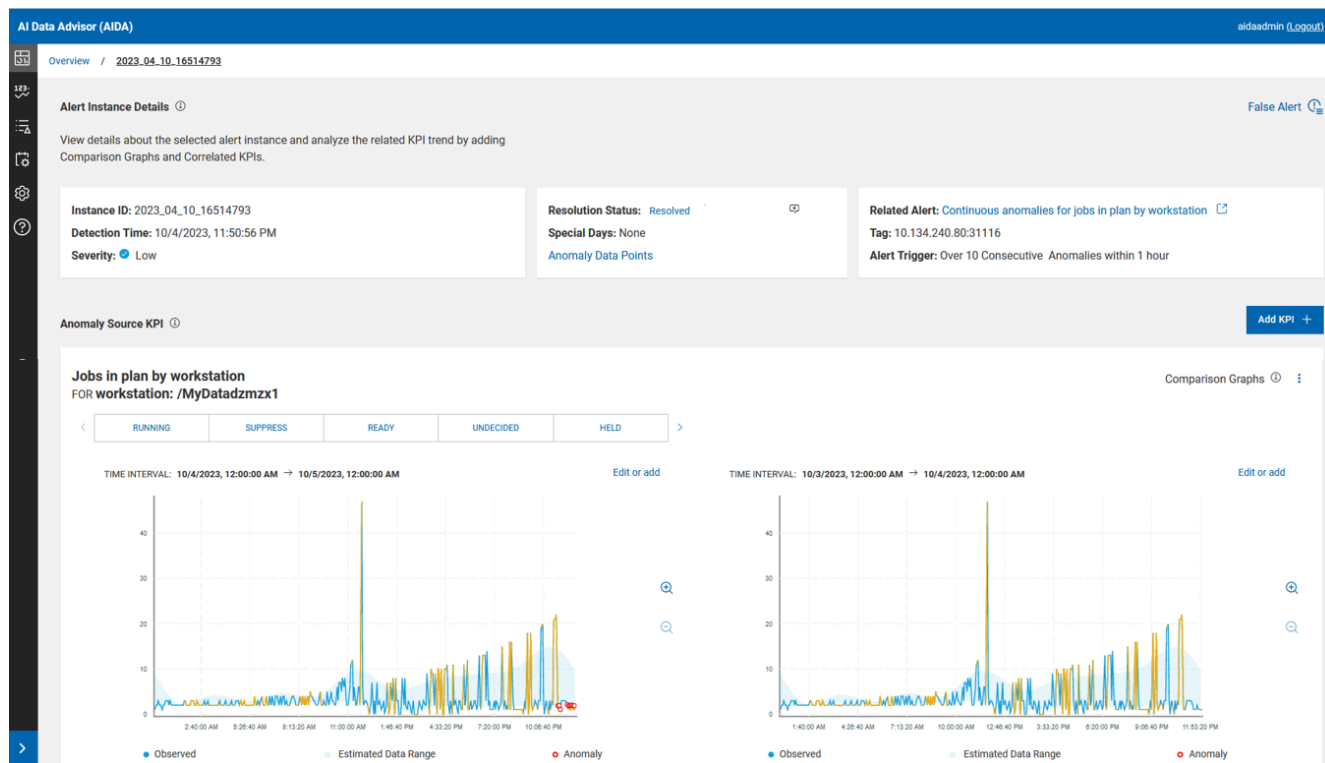 AI Data Advisor (AIDA)
aidaadmin (Logout)
Overview / 2023_04_10_16514793
123-
Alert Instance Details
False Alert
View details about the selected alert instance and analyze the related KPI trend by adding
Comparison Graphs and Correlated KPIs.
Instance ID: 2023_04_10_16514793
Detection Time: 10/4/2023, 11:50:56 PM
Severity: Low
Resolution Status: Resolved
Special Days: None
Anomaly Data Points
Related Alert: Continuous anomalies for jobs in plan by workstation
Tag: 10.134.240.80:31116
Alert Trigger: Over 10 Consecutive Anomalies within 1 hour
Anomaly Source KPI
Add KPI +
Jobs in plan by workstation
FOR workstation: /MyDatadzmzx1
Comparison Graphs
RUNNING SUPPRESS READY UNDECIDED HELD
TIME INTERVAL: 10/4/2023, 12:00:00 AM → 10/5/2023, 12:00:00 AM
Edit or add
40
30
20
10
0
2:40:00 AM 5:26:40 AM 8:13:20 AM 11:00:00 AM 1:46:40 PM 4:33:20 PM 7:20:00 PM 10:06:40 PM
Observed Estimated Data Range Anomaly
TIME INTERVAL: 10/3/2023, 12:00:00 AM → 10/4/2023, 12:00:00 AM
Edit or add
40
30
20
10
0
1:40:00 AM 4:26:40 AM 7:13:20 AM 10:00:00 AM 12:46:40 PM 3:33:20 PM 6:20:00 PM 9:06:40 PM 11:53:20 PM
Observed Estimated Data Range Anomaly